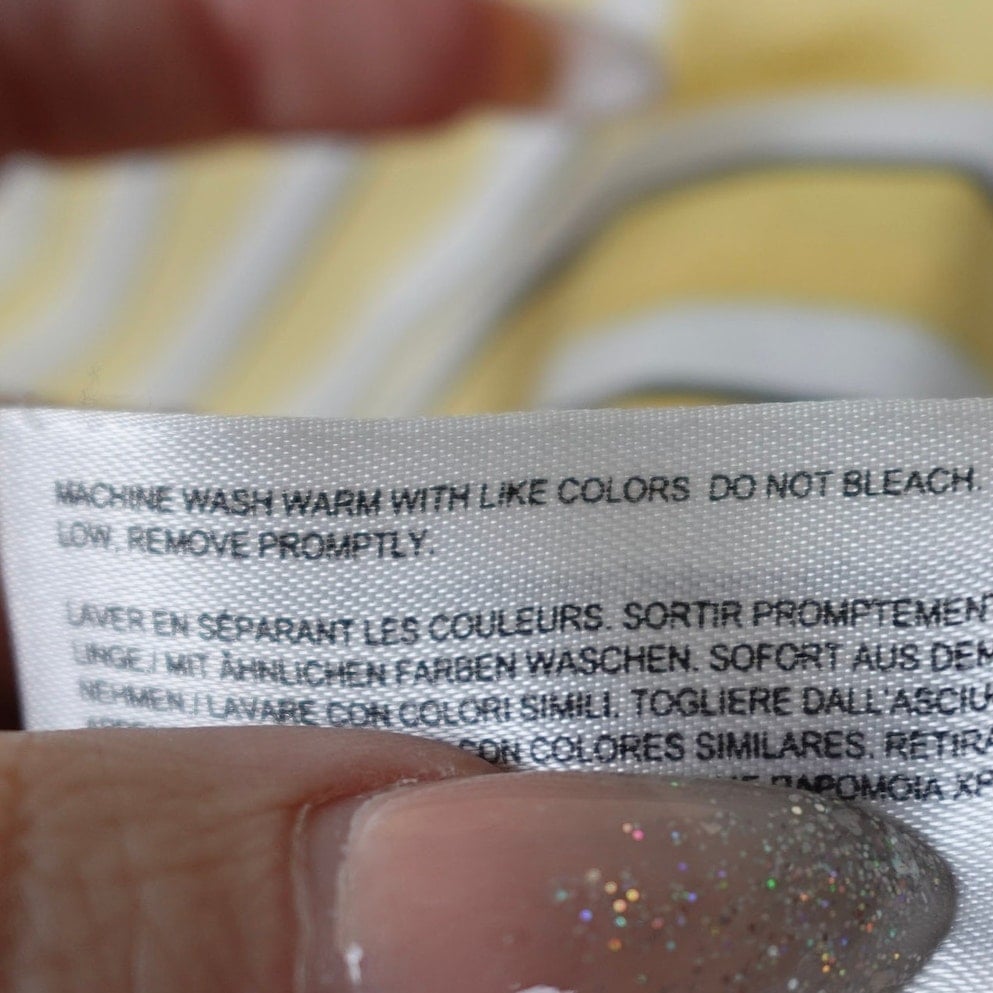 MACHINE WASH WARM WITH LIKE COLORS DO NOT BLEACH.
LOW. REMOVE PROMPTLY.
LAVER EN SÉPARANT LES COULEURS. SORTIR PROMPTEMENT
LINGE / MIT ÄHNLICHEN FARBEN WASCHEN. SOFORT AUS DEM
NEHMEN / LAVARE CON COLORI SIMILI. TOGLIERE DALL'ASCIU
CON COLORES SIMILARES. RETIRA
ΠΑΡΟΜΟΙΑ ΧΡ